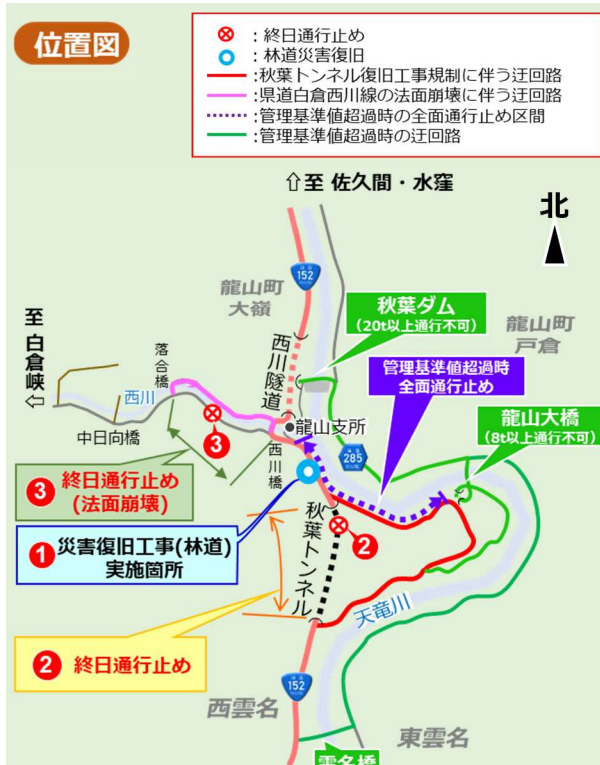 位置図
：終日通行止め
：林道災害復旧
：秋葉トンネル復旧工事規制に伴う迂回路
：県道白倉西川線の法面崩壊に伴う迂回路
：管理基準値超過時の全面通行止め区間
：管理基準値超過時の迂回路
⇧至 佐久間・水窪
北
152
龍山町
大嶺
秋葉ダム
（20t以上通行不可）
龍山町
戸倉
至 白倉峡
⇦
落合橋
西川
中日向橋
西川隧道
管理基準値超過時
全面通行止め
龍山支所
龍山大橋
（8t以上通行不可）
285
3
西川橋
3 終日通行止め
(法面崩壊)
1 災害復旧工事(林道)
実施箇所
秋葉トンネル
2
天竜川
2 終日通行止め
152
西雲名
東雲名
雲名橋